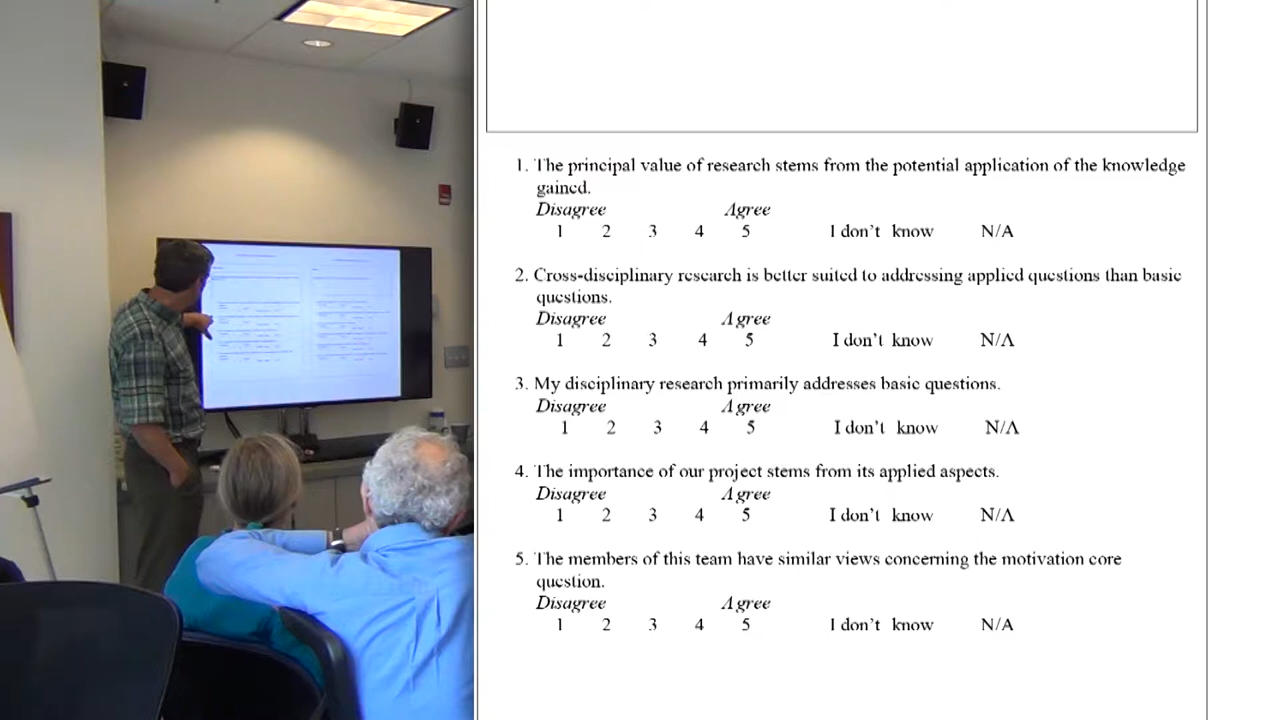 1. The principal value of research stems from the potential application of the knowledge
gained.
Disagree Agree
1 2 3 4 5 I don't know N/A
2. Cross-disciplinary research is better suited to addressing applied questions than basic
questions.
Disagree Agree
1 2 3 4 5 I don't know N/A
3. My disciplinary research primarily addresses basic questions.
Disagree Agree
1 2 3 4 5 I don't know N/A
4. The importance of our project stems from its applied aspects.
Disagree Agree
1 2 3 4 5 I don't know N/A
5. The members of this team have similar views concerning the motivation core
question.
Disagree Agree
1 2 3 4 5 I don't know N/A